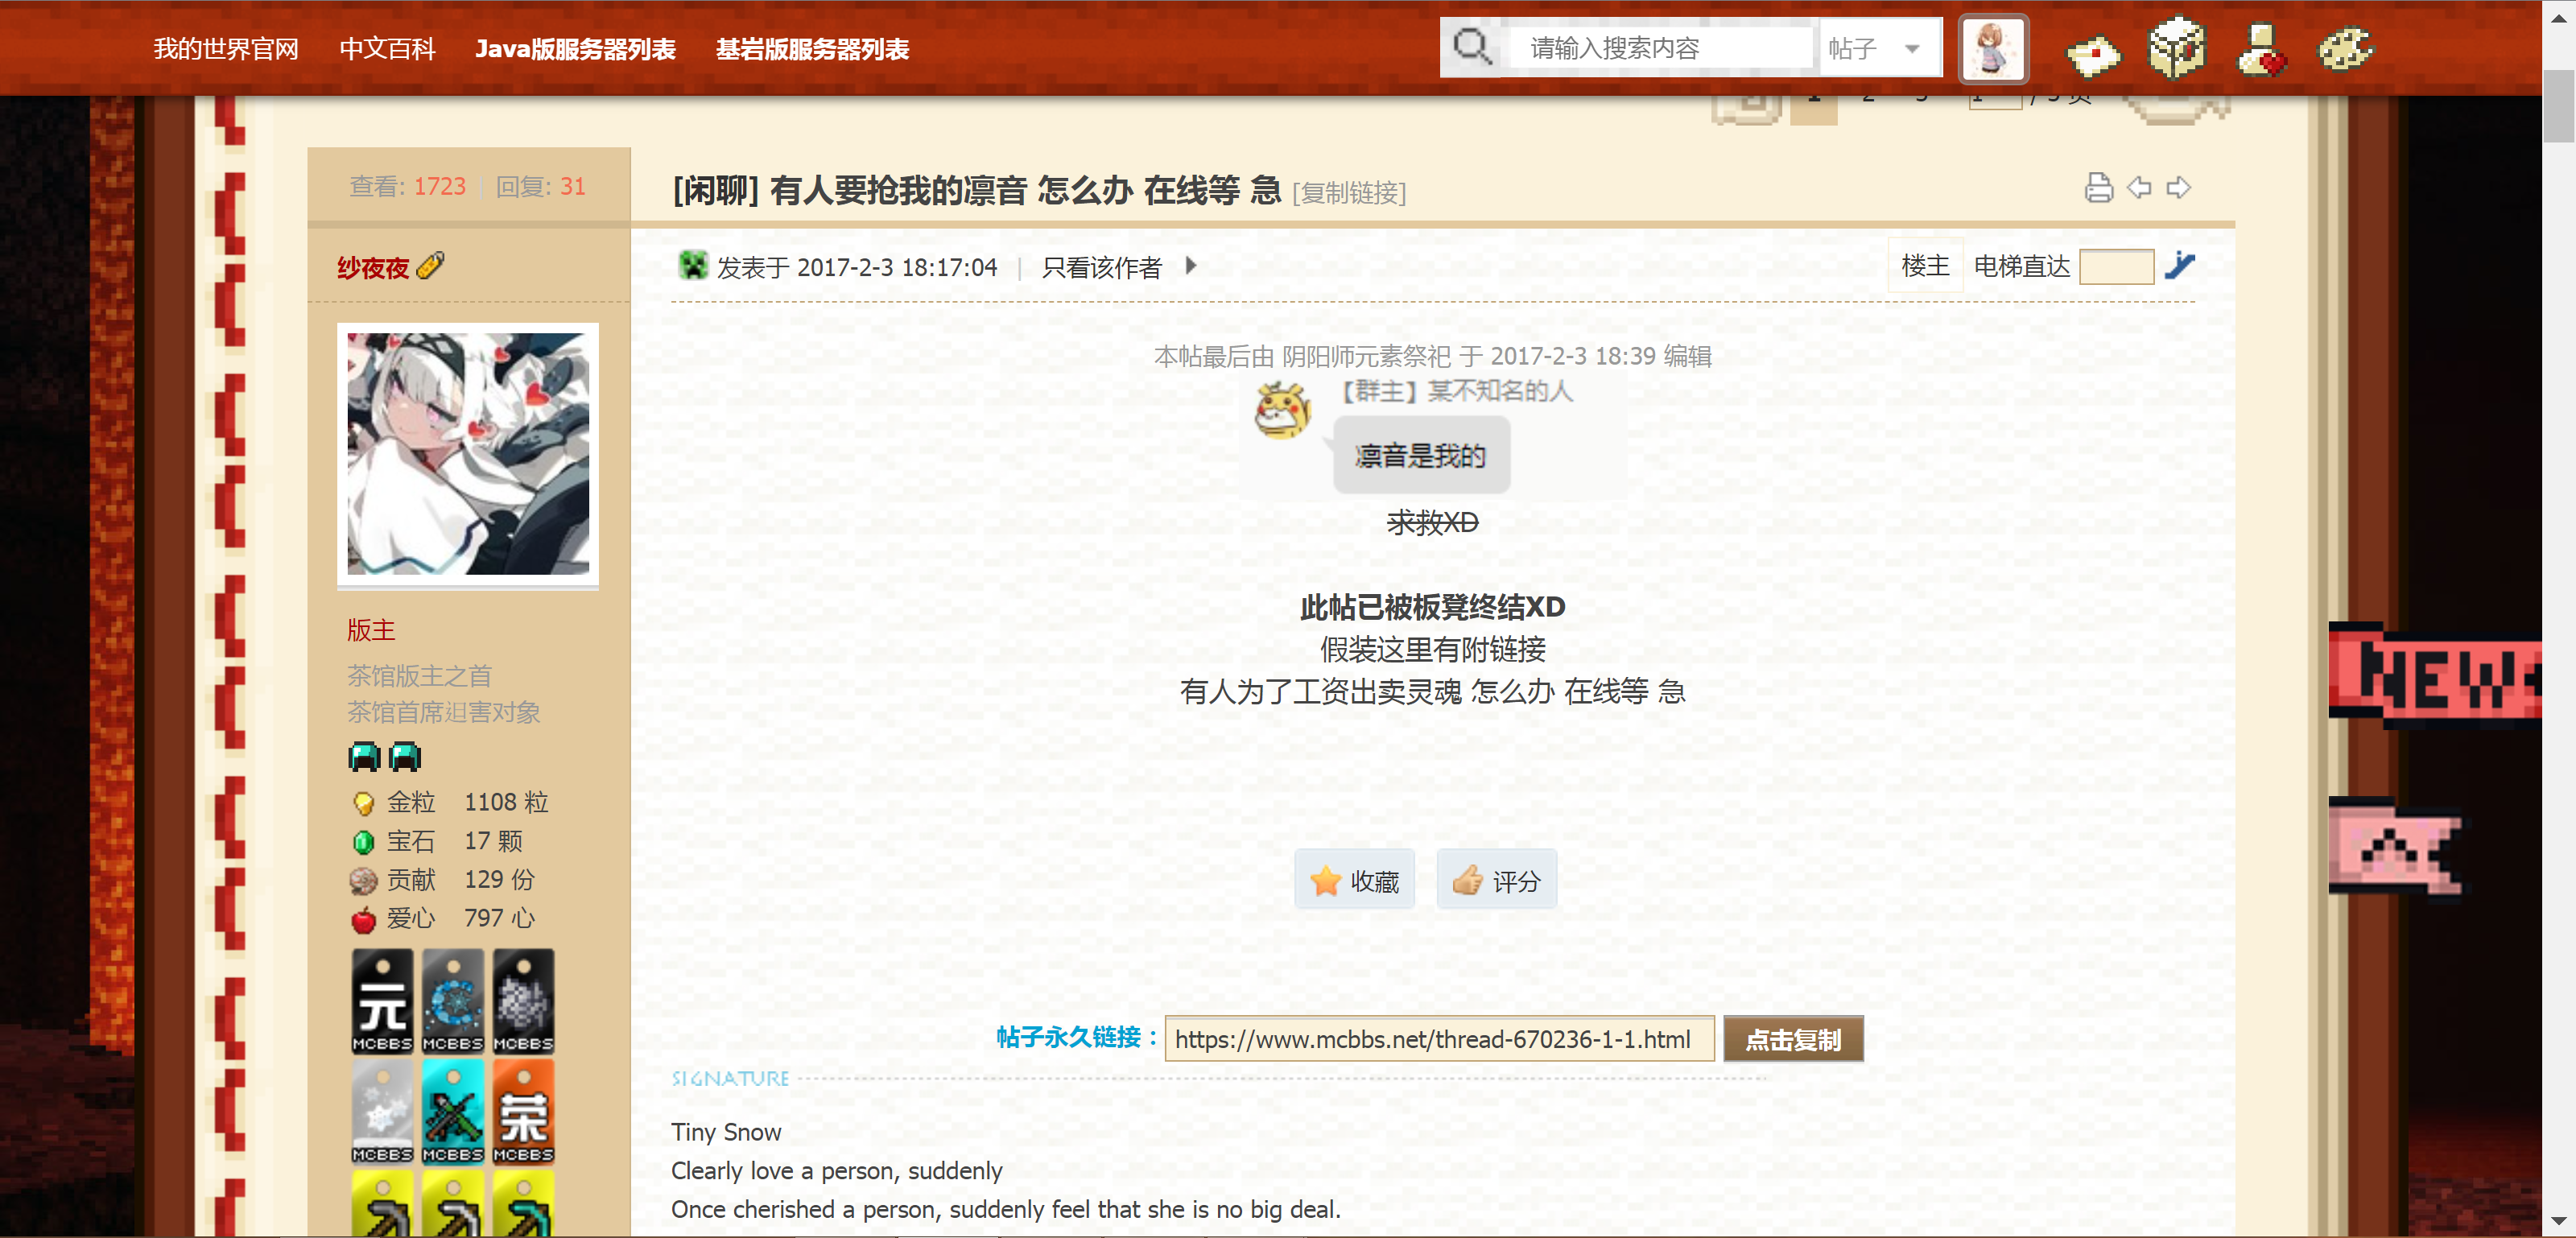 我的世界官网 中文百科 Java版服务器列表 基岩版服务器列表 请输入搜索内容 帖子
查看: 1723 | 回复: 31
[闲聊] 有人要抢我的凛音 怎么办 在线等 急 [复制链接]
纱夜夜
发表于 2017-2-3 18:17:04 | 只看该作者
楼主 电梯直达
本帖最后由 阴阳师元素祭祀 于 2017-2-3 18:39 编辑
【群主】某不知名的人
凛音是我的
求救XD
此帖已被板凳终结XD
假装这里有附链接
有人为了工资出卖灵魂 怎么办 在线等 急
版主
茶馆版主之首
茶馆首席迫害对象
金粒 1108 粒
宝石 17 颗
贡献 129 份
爱心 797 心
元
MCBBS MCBBS MCBBS
荣
MCBBS MCBBS MCBBS
收藏 评分
帖子永久链接： https://www.mcbbs.net/thread-670236-1-1.html 点击复制
SIGNATURE
Tiny Snow
Clearly love a person, suddenly
Once cherished a person, suddenly feel that she is no big deal.
NEW